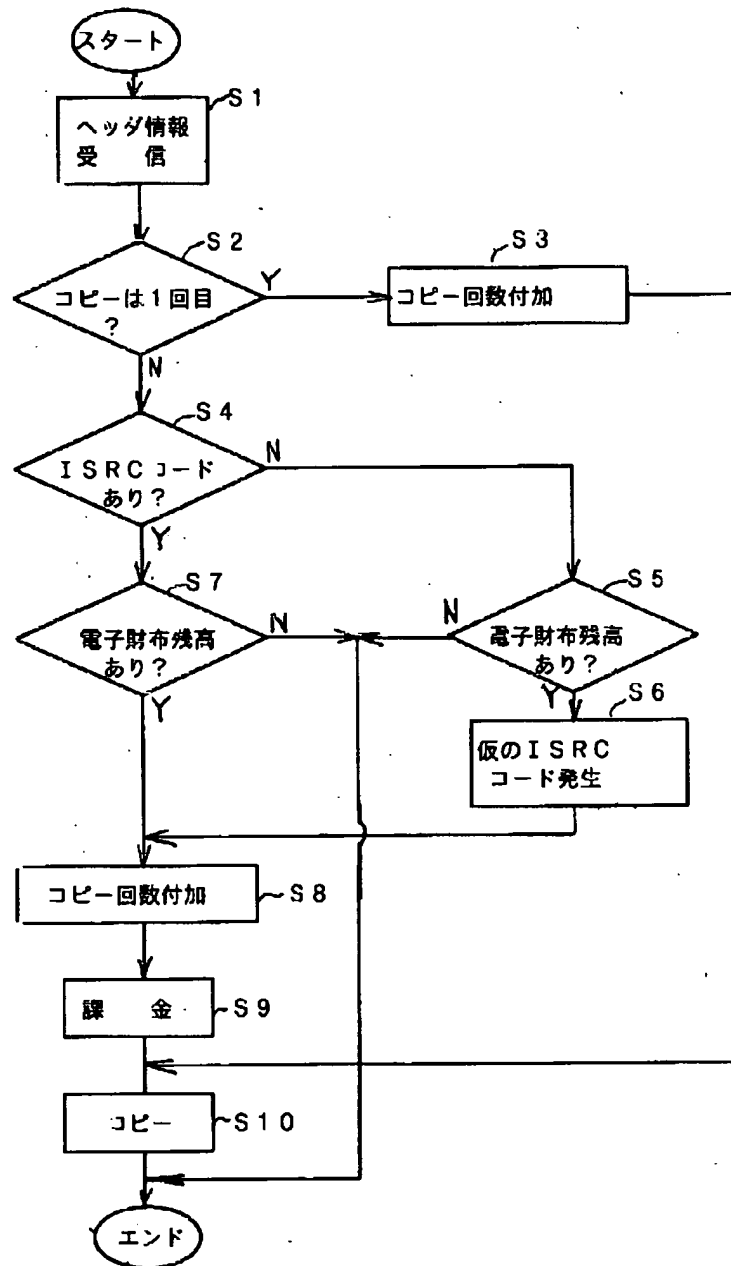 スタート
S1
ヘッダ情報
受 信
S2
コピーは1回目
?
Y
N
S3
コピー回数付加
S4
ISRCコード
あり?
N
Y
S7
電子財布残高
あり?
N
Y
S5
電子財布残高
あり?
N
Y
S6
仮のISRC
コード発生
コピー回数付加
S8
課 金
S9
コピー
S10
エンド